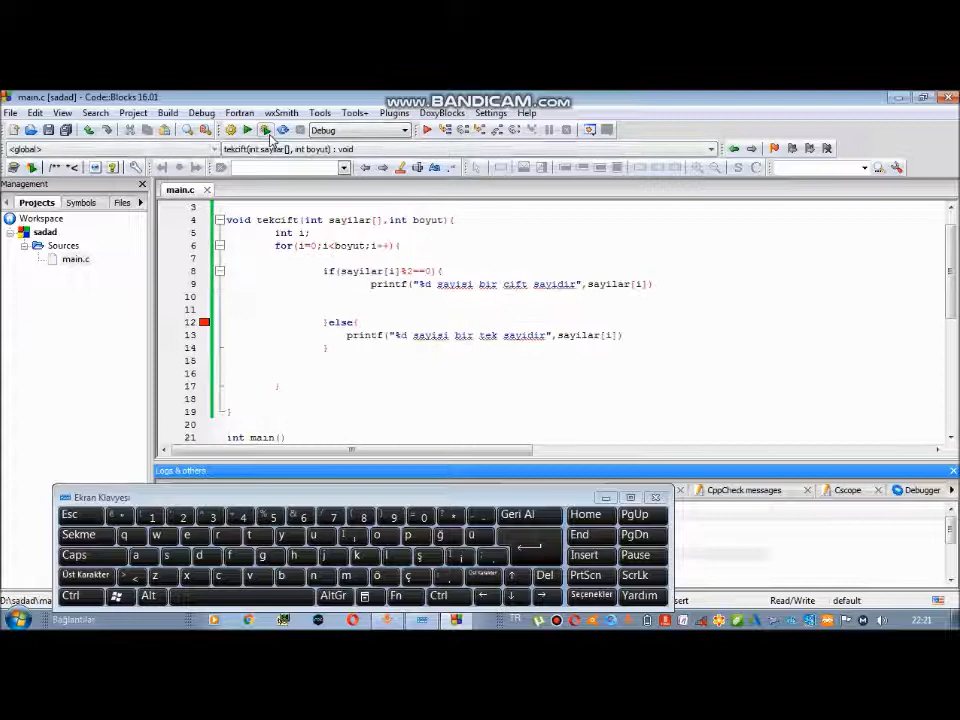 main.c [sadad] - Code::Blocks 16.01
www.BANDICAM.com
File Edit View Search Project Build Debug Fortran wxSmith Tools Tools+ Plugins DoxyBlocks Settings Help
Debug
<global> tekcift(int sayilar[], int boyut) : void
/** *<
Management
main.c
Projects Symbols Files
Workspace
sadad
Sources
main.c
3
4 void tekcift(int sayilar[],int boyut){
5 int i;
6 for(i=0;i<boyut;i++){
7
8 if(sayilar[i]%2==0){
9 printf("%d sayisi bir cift sayidir",sayilar[i])
10
11
12 }else{
13 printf("%d sayisi bir tek sayidir",sayilar[i])
14 }
15
16
17 }
18
19 }
20
21 int main()
Logs & others
CppCheck messages Cscope Debugger
Ekran Klavyesi
Esc 1 2 3 4 5 6 7 8 9 0 Geri Al Home PgUp
Sekme q w e r t y u ı o p ğ ü End PgDn
Caps a s d f g h j k l ş i Insert Pause
Üst Karakter z x c v b n m ö ç Üst Karakter Del PrtScn ScrLk
Ctrl Alt AltGr Fn Ctrl Seçenekler Yardım
Read/Write default
Bağlantılar TR 22:21